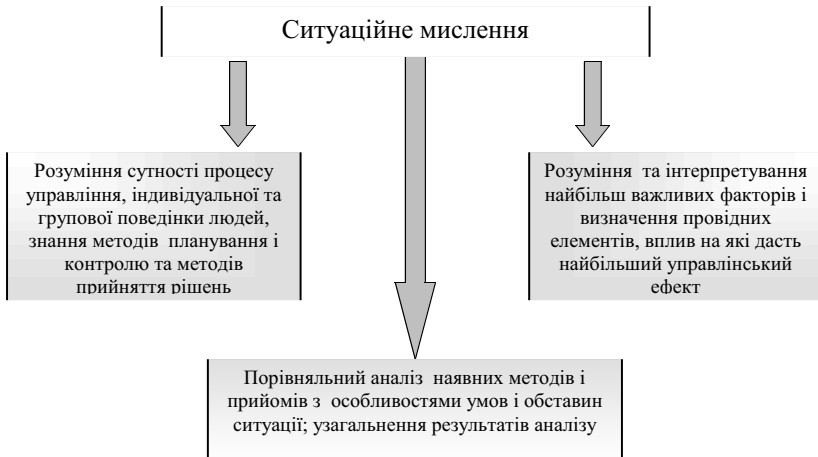 Ситуаційне мислення
Розуміння сутності процесу
управління, індивідуальної та
групової поведінки людей,
знання методів планування і
контролю та методів
прийняття рішень
Розуміння та інтерпретування
найбільш важливих факторів і
визначення провідних
елементів, вплив на які дасть
найбільший управлінський
ефект
Порівняльний аналіз наявних методів і
прийомів з особливостями умов і обставин
ситуації; узагальнення результатів аналізу